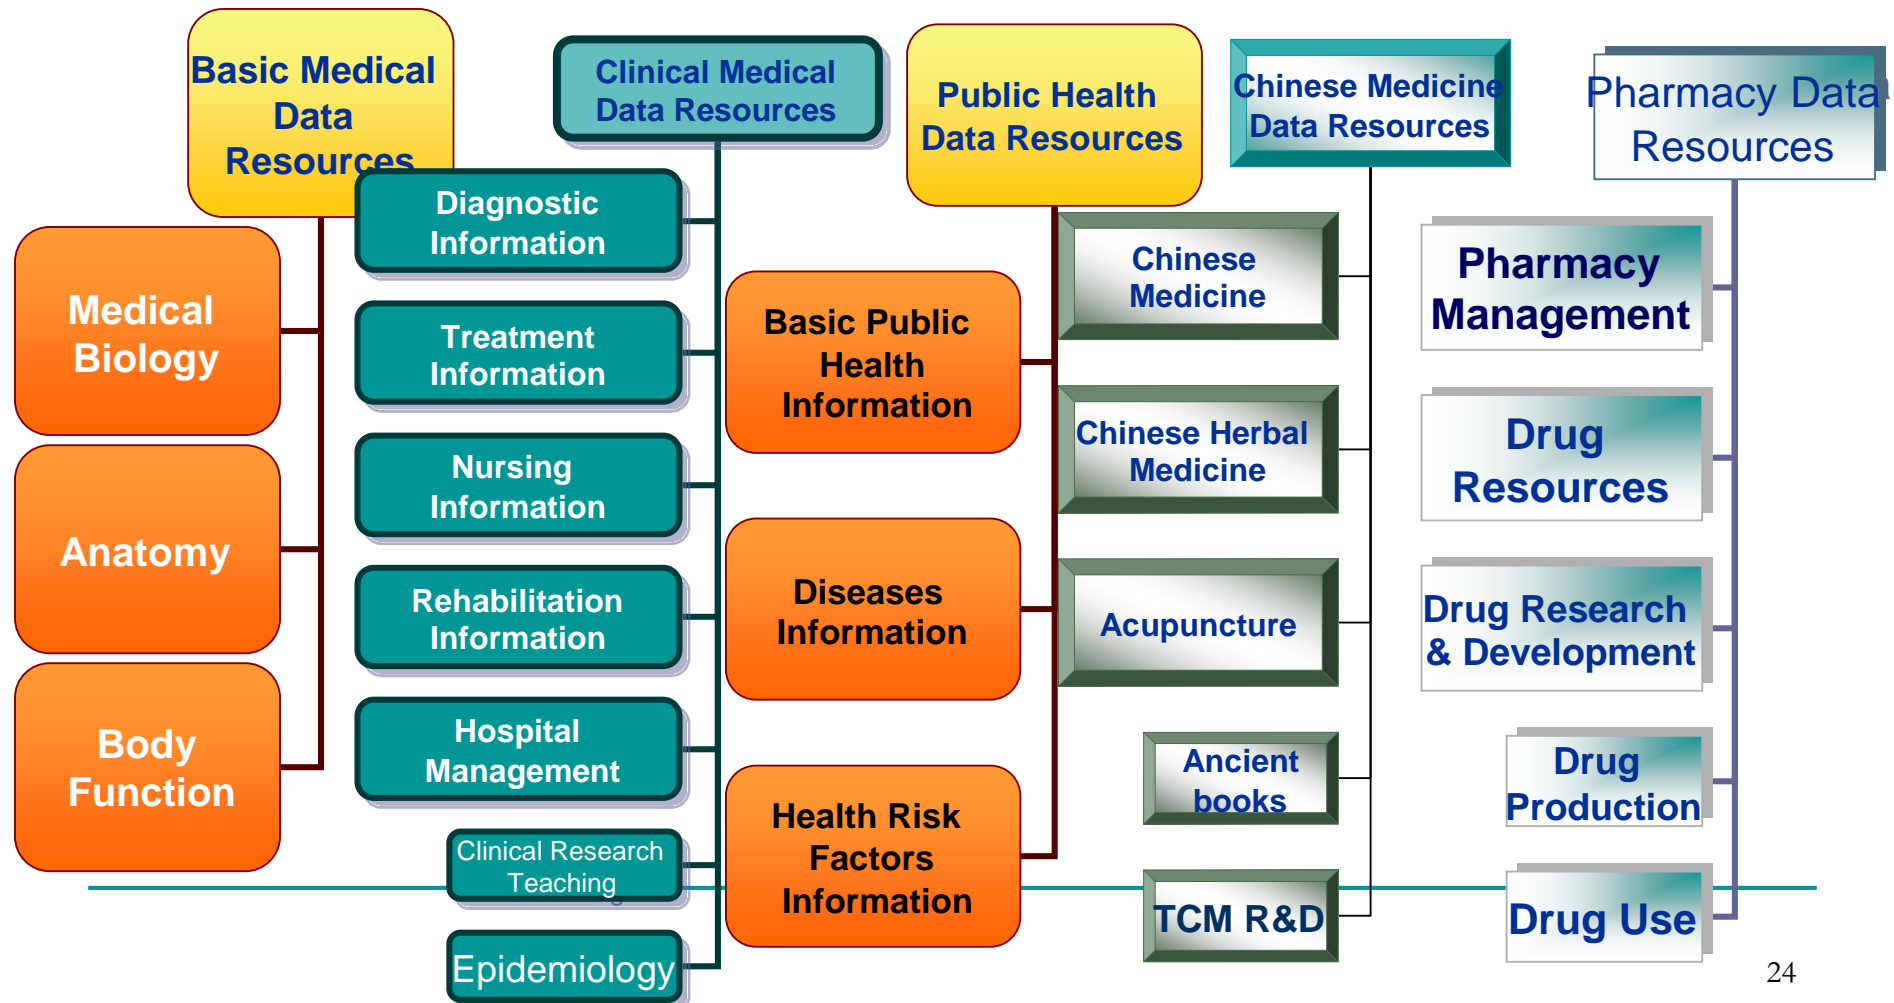 Basic Medical
Data
Resources
Medical
Biology
Anatomy
Body
Function
Clinical Medical
Data Resources
Diagnostic
Information
Treatment
Information
Nursing
Information
Rehabilitation
Information
Hospital
Management
Clinical Research
Teaching
Epidemiology
Public Health
Data Resources
Basic Public
Health
Information
Diseases
Information
Health Risk
Factors
Information
Chinese Medicine
Data Resources
Chinese
Medicine
Chinese Herbal
Medicine
Acupuncture
Ancient
books
TCM R&D
Pharmacy Data
Resources
Pharmacy
Management
Drug
Resources
Drug Research
& Development
Drug
Production
Drug Use
24